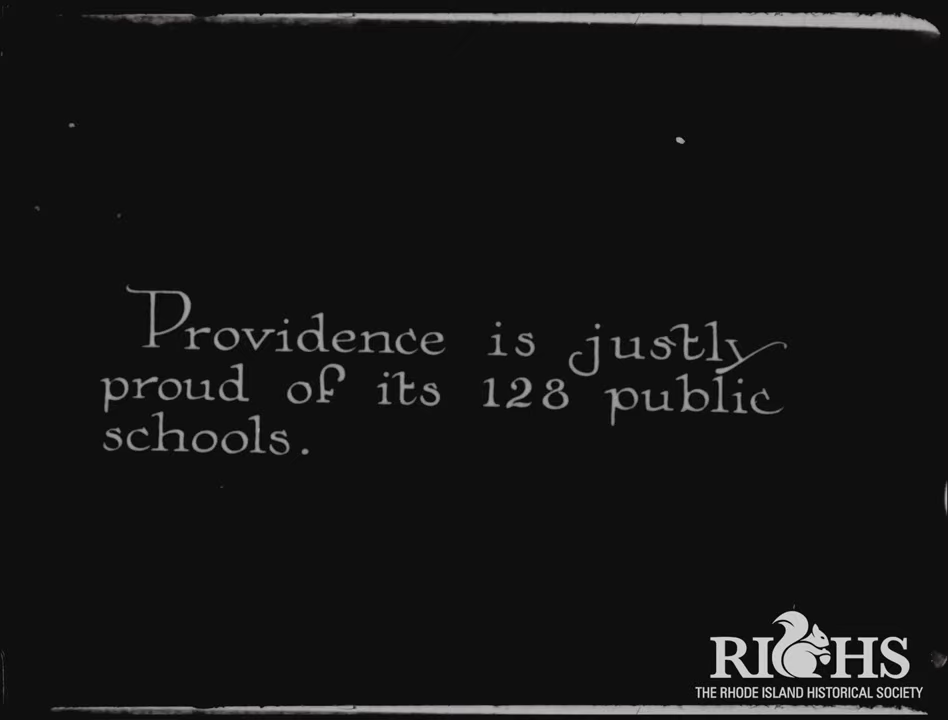 Providence is justly
proud of its 128 public
schools.
RIHS
THE RHODE ISLAND HISTORICAL SOCIETY